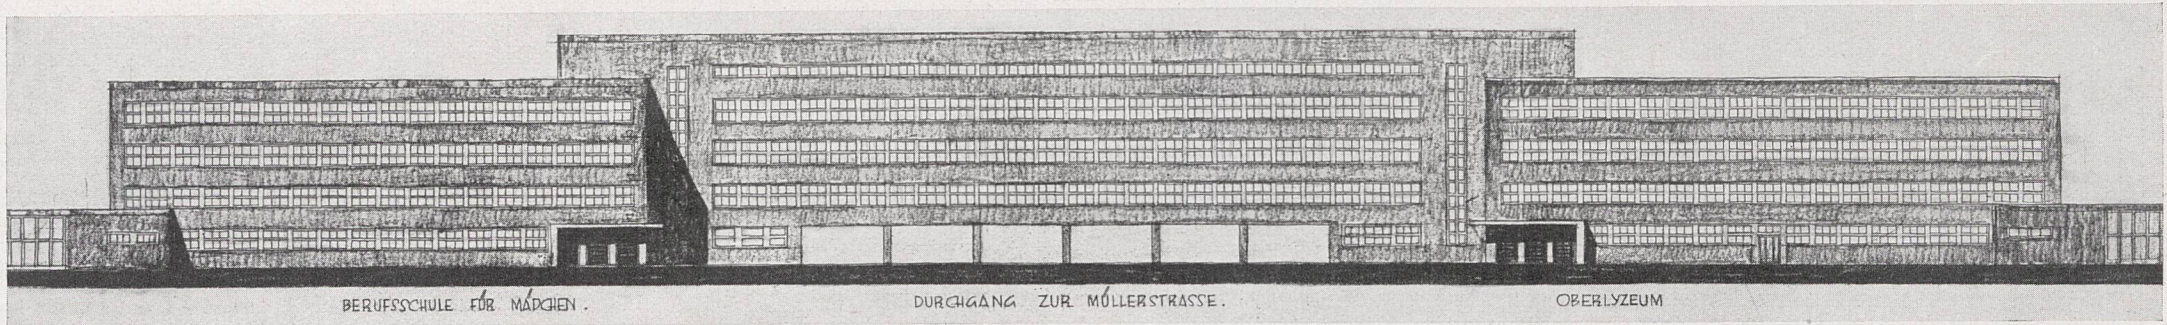 BERUFSSCHULE FÜR MÄDCHEN.
DURCHGANG ZUR MÜLLERSTRASSE.
OBERLYZEUM